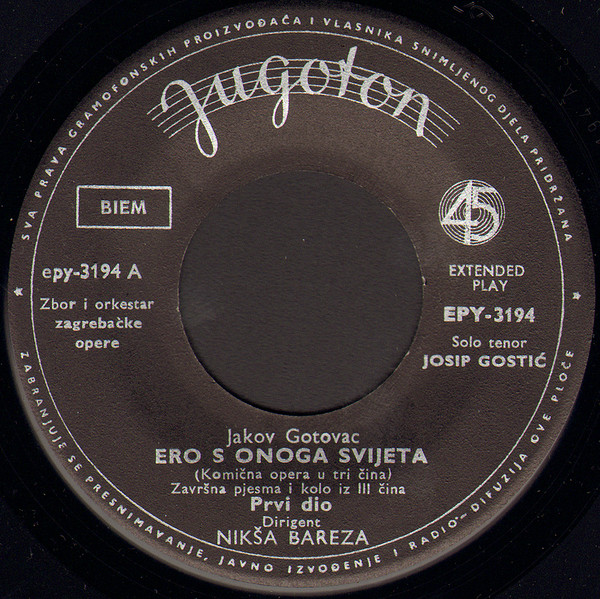 SVA PRAVA GRAMOFONSKIH PROIZVOĐAČA I VLASNIKA SNIMLJENOG DJELA PRIDRŽANA
Jugoton
BIEM
45
epy-3194 A
EXTENDED
PLAY
EPY-3194
Zbor i orkestar
zagrebačke
opere
Solo tenor
JOSIP GOSTIĆ
Jakov Gotovac
ERO S ONOGA SVIJETA
(Komična opera u tri čina)
Završna pjesma i kolo iz III čina
Prvi dio
Dirigent
NIKŠA BAREZA
ZABRANJUJE SE PRESNIMAVANJE, JAVNO IZVOĐENJE I RADIO-DIFUZIJA OVE PLOČE